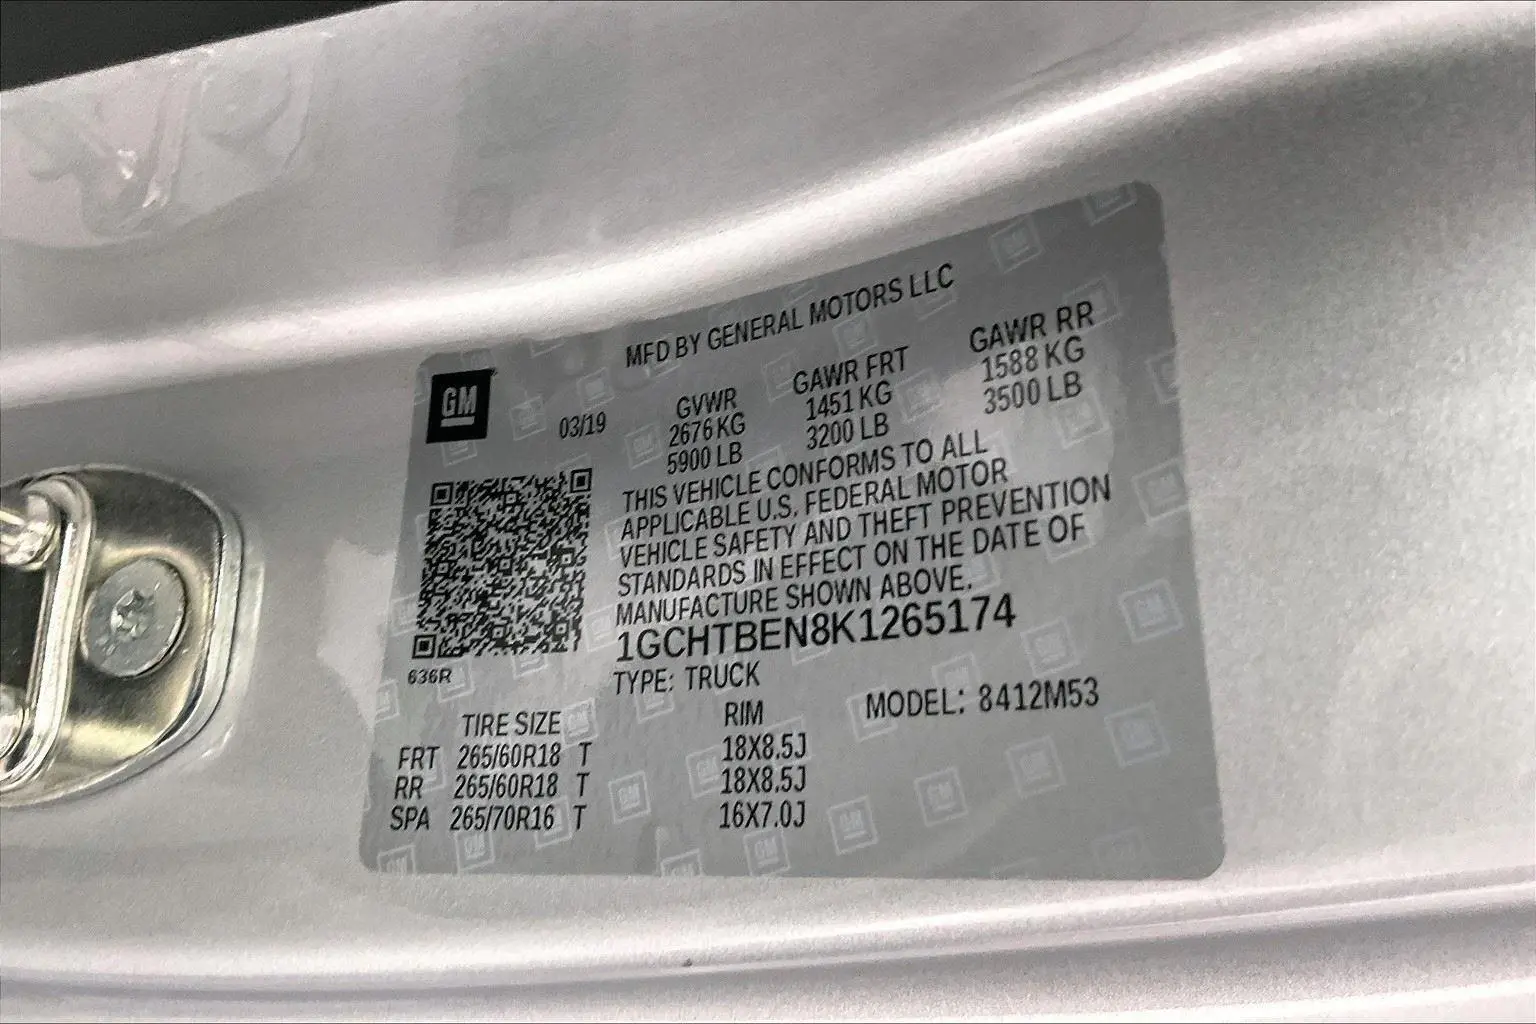 MFD BY GENERAL MOTORS LLC
GM
03/19
GVWR
2676 KG
5900 LB
GAWR FRT
1451 KG
3200 LB
GAWR RR
1588 KG
3500 LB
THIS VEHICLE CONFORMS TO ALL
APPLICABLE U.S. FEDERAL MOTOR
VEHICLE SAFETY AND THEFT PREVENTION
STANDARDS IN EFFECT ON THE DATE OF
MANUFACTURE SHOWN ABOVE.
1GCHTBEN8K1265174
636R
TYPE: TRUCK
MODEL: 8412M53
TIRE SIZE RIM
FRT 265/60R18 T 18X8.5J
RR 265/60R18 T 18X8.5J
SPA 265/70R16 T 16X7.0J